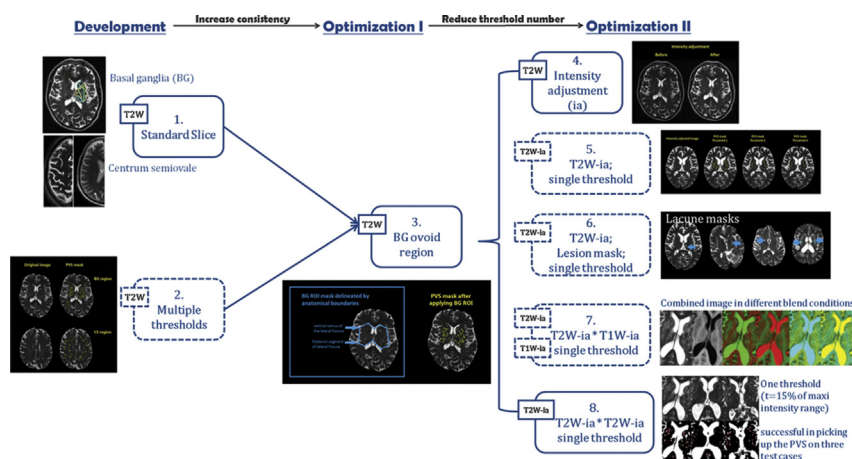 Development
Increase consistency
Optimization I
Reduce threshold number
Optimization II
Basal ganglia (BG)
T2W
1.
Standard Slice
Centrum semiovale
Original image
PVS mask
BG region
CS region
T2W
2.
Multiple
thresholds
T2W
3.
BG ovoid
region
BG ROI mask delineated by
anatomical boundaries
PVS mask after
applying BG ROI
Posterior segment
of lateral fissure
T2W
4.
Intensity
adjustment
(ia)
Intensity adjustment
Before
After
T2W-ia
5.
T2W-ia;
single threshold
T2W-ia
6.
T2W-ia;
Lesion mask;
single threshold
Lacune masks
T2W-ia
T1W-ia
7.
T2W-ia* T1W-ia
single threshold
Combined image in different blend conditions
T2W-ia
8.
T2W-ia* T2W-ia
single threshold
One threshold
(t=15% of maxi
intensity range)
successful in picking
up the PVS on three
test cases